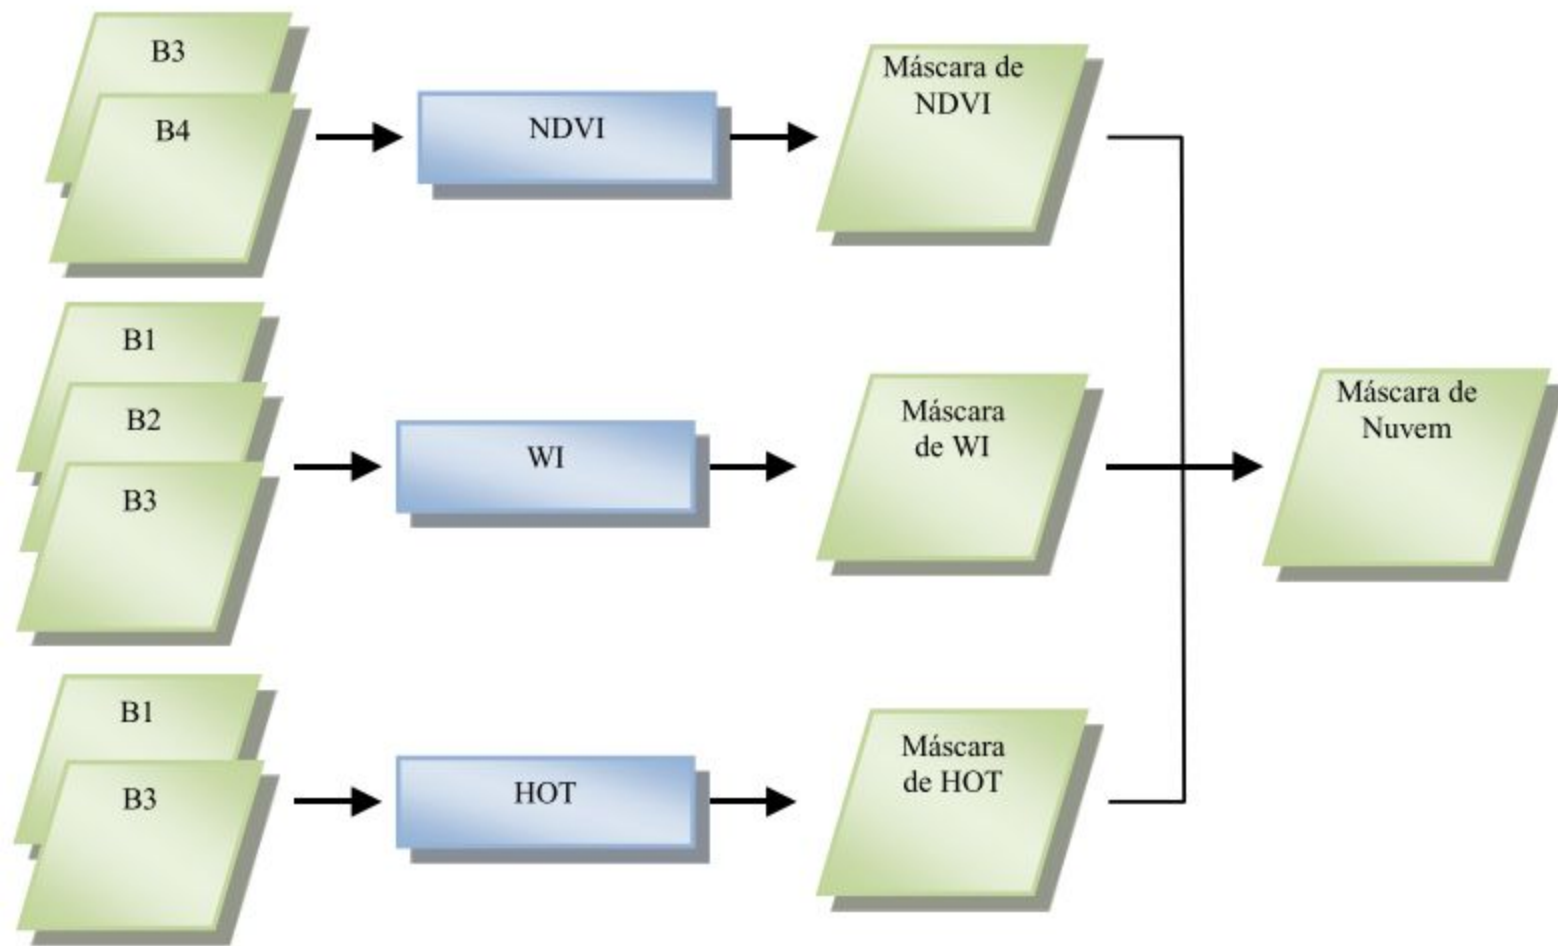 B3
B4
NDVI
Máscara de
NDVI
B1
B2
B3
WI
Máscara
de WI
Máscara de
Nuvem
B1
B3
HOT
Máscara
de HOT